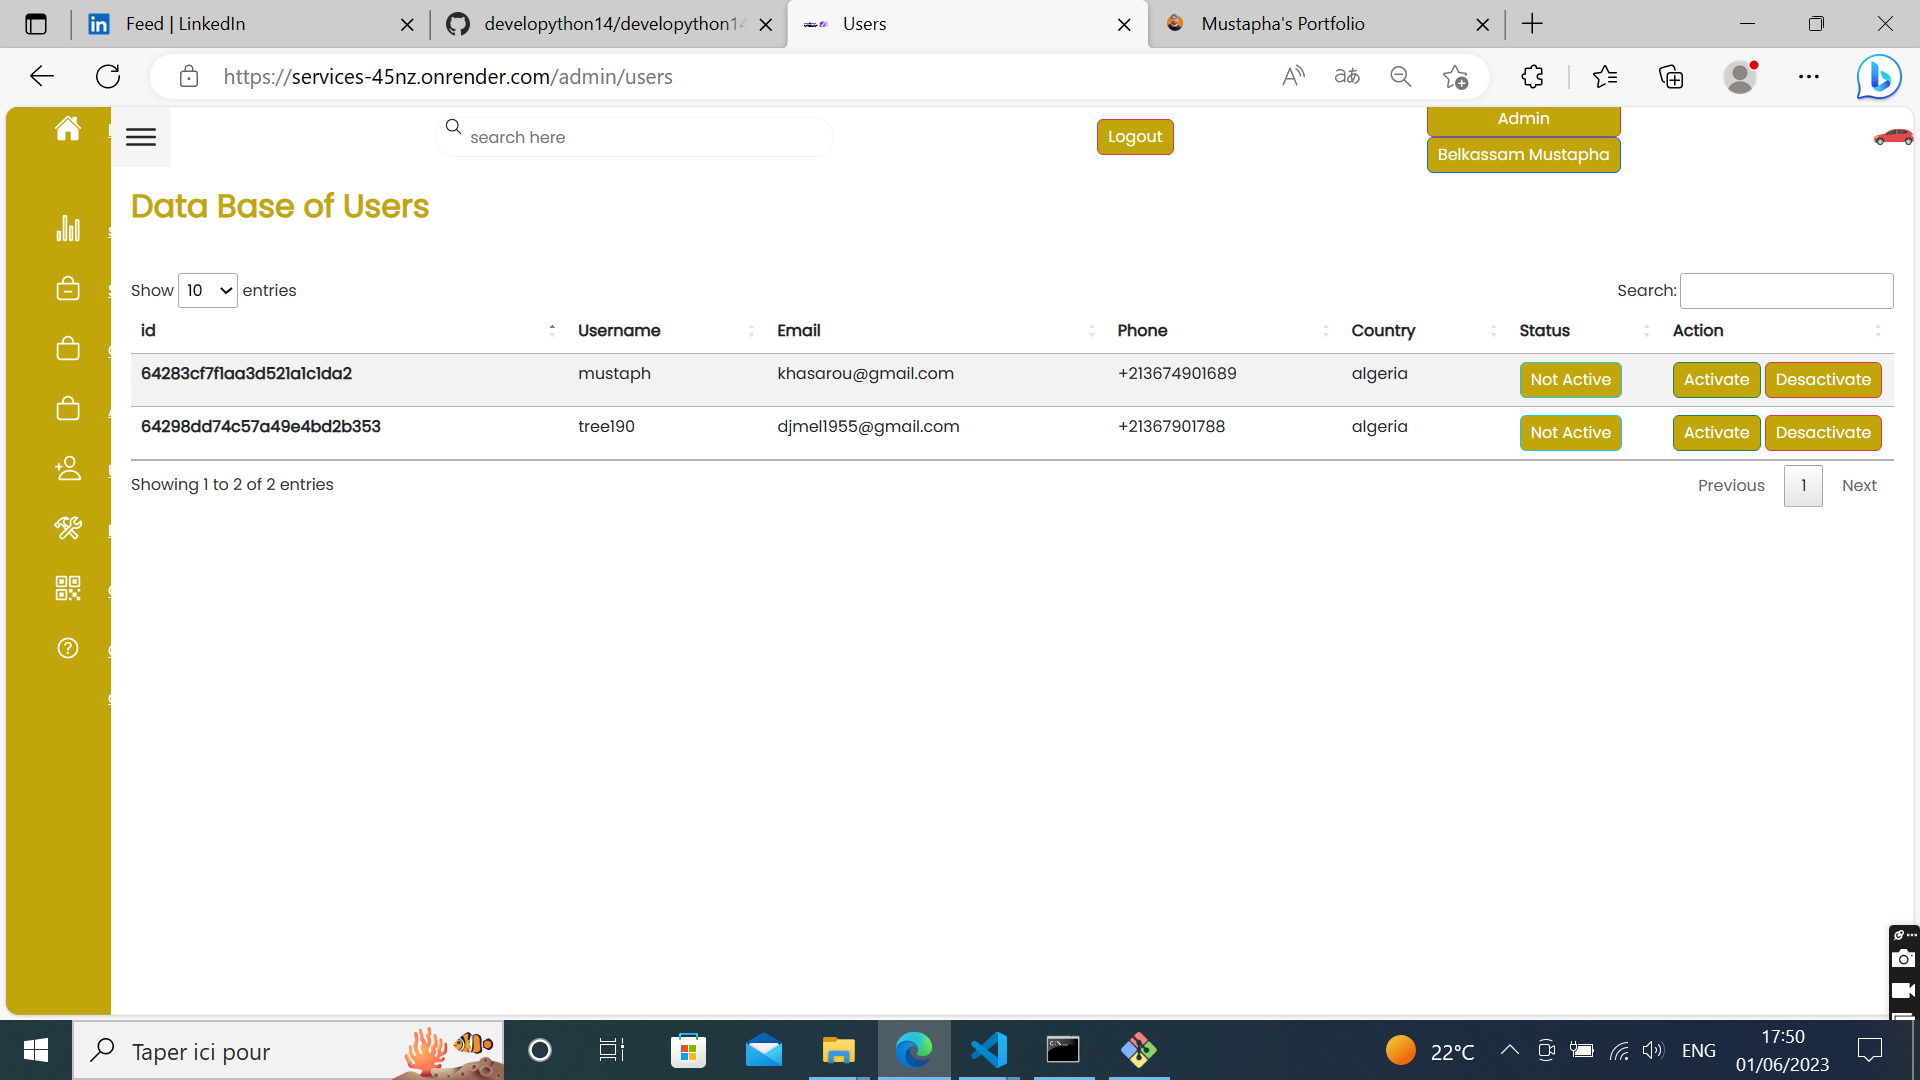 Feed | LinkedIn
developython14/developython14
Users
Mustapha's Portfolio
https://services-45nz.onrender.com/admin/users
search here
Logout
Admin
Belkassam Mustapha
Data Base of Users
Show 10 entries
Search:
id Username Email Phone Country Status Action
64283cf7f1aa3d521a1c1da2 mustaph khasarou@gmail.com +213674901689 algeria Not Active Activate Desactivate
64298dd74c57a49e4bd2b353 tree190 djmel1955@gmail.com +21367901788 algeria Not Active Activate Desactivate
Showing 1 to 2 of 2 entries
Previous 1 Next
Taper ici pour
22°C
ENG
17:50
01/06/2023